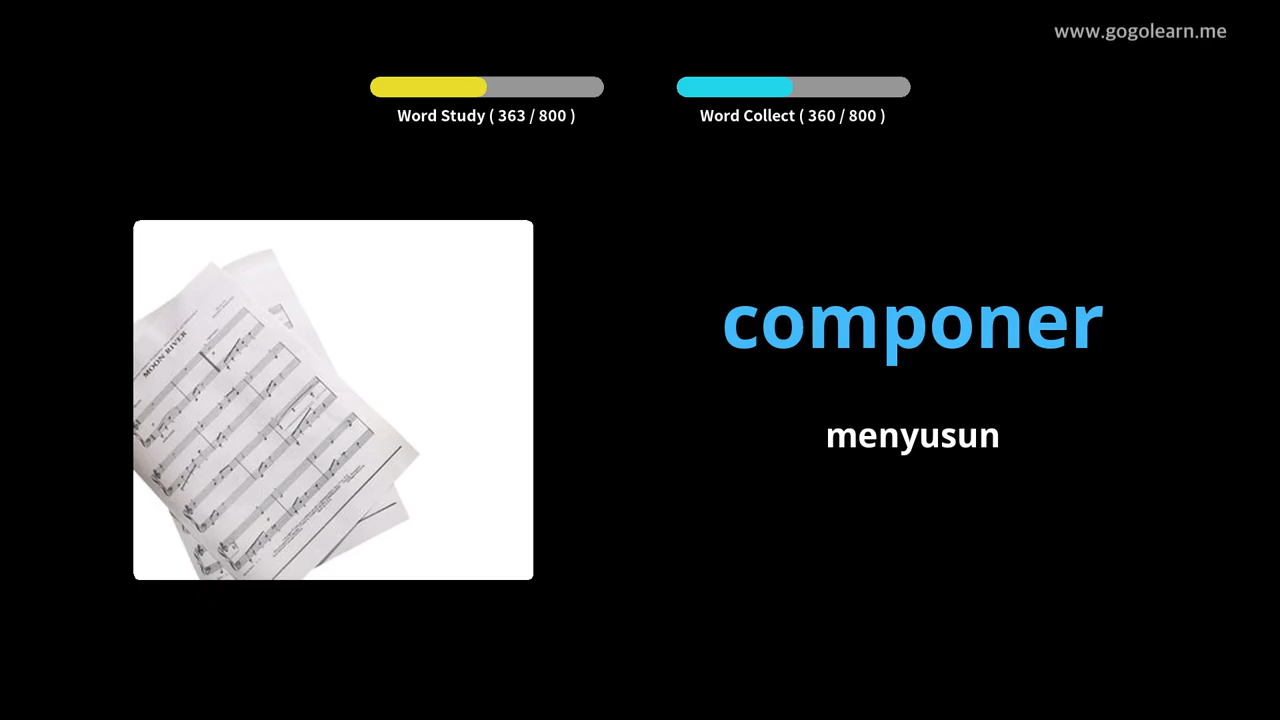 www.gogolearn.me
Word Study ( 363 / 800 )
Word Collect ( 360 / 800 )
MOON RIVER
componer
menyusun